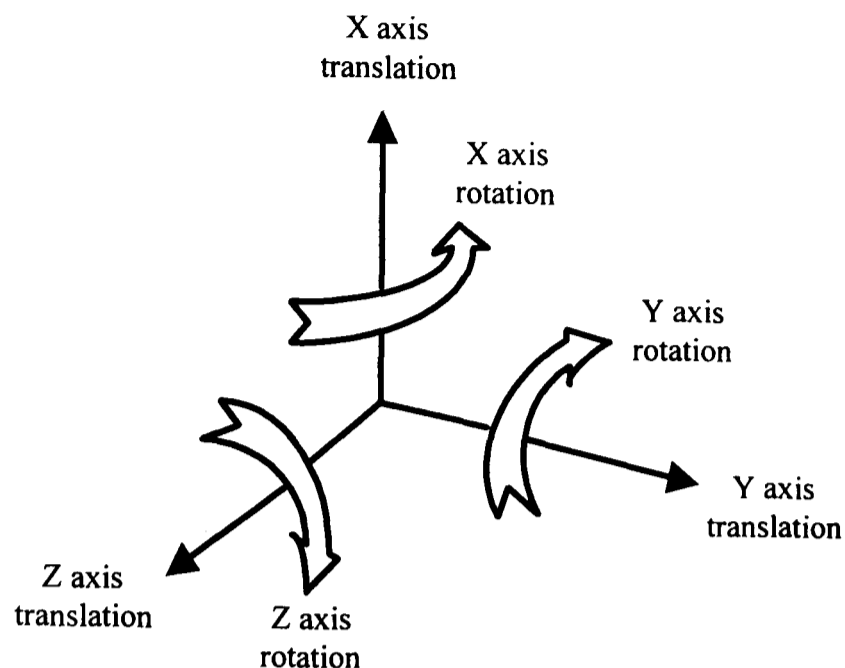 X axis
translation
X axis
rotation
Y axis
rotation
Y axis
translation
Z axis
translation
Z axis
rotation